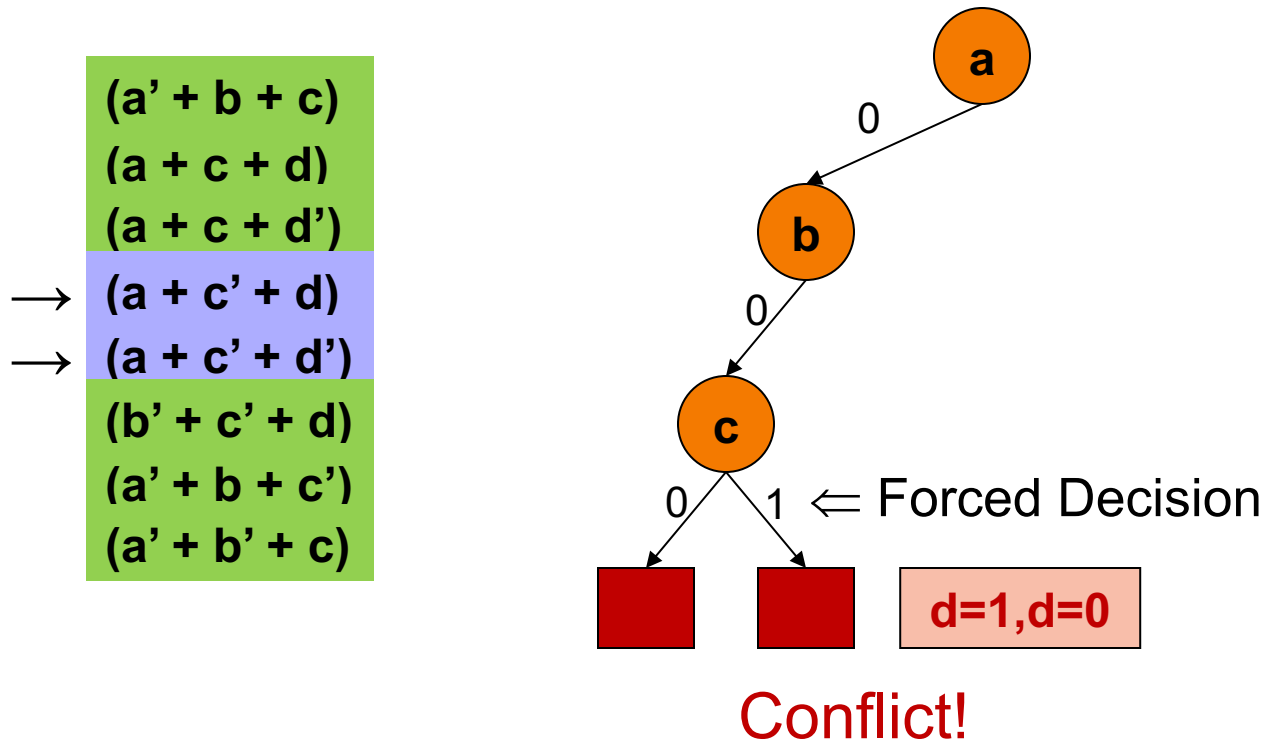 (a’ + b + c)
(a + c + d)
(a + c + d’)
→ (a + c’ + d)
→ (a + c’ + d’)
(b’ + c’ + d)
(a’ + b + c’)
(a’ + b’ + c)
a
0
b
0
c
0
1 ⇐ Forced Decision
d=1,d=0
Conflict!